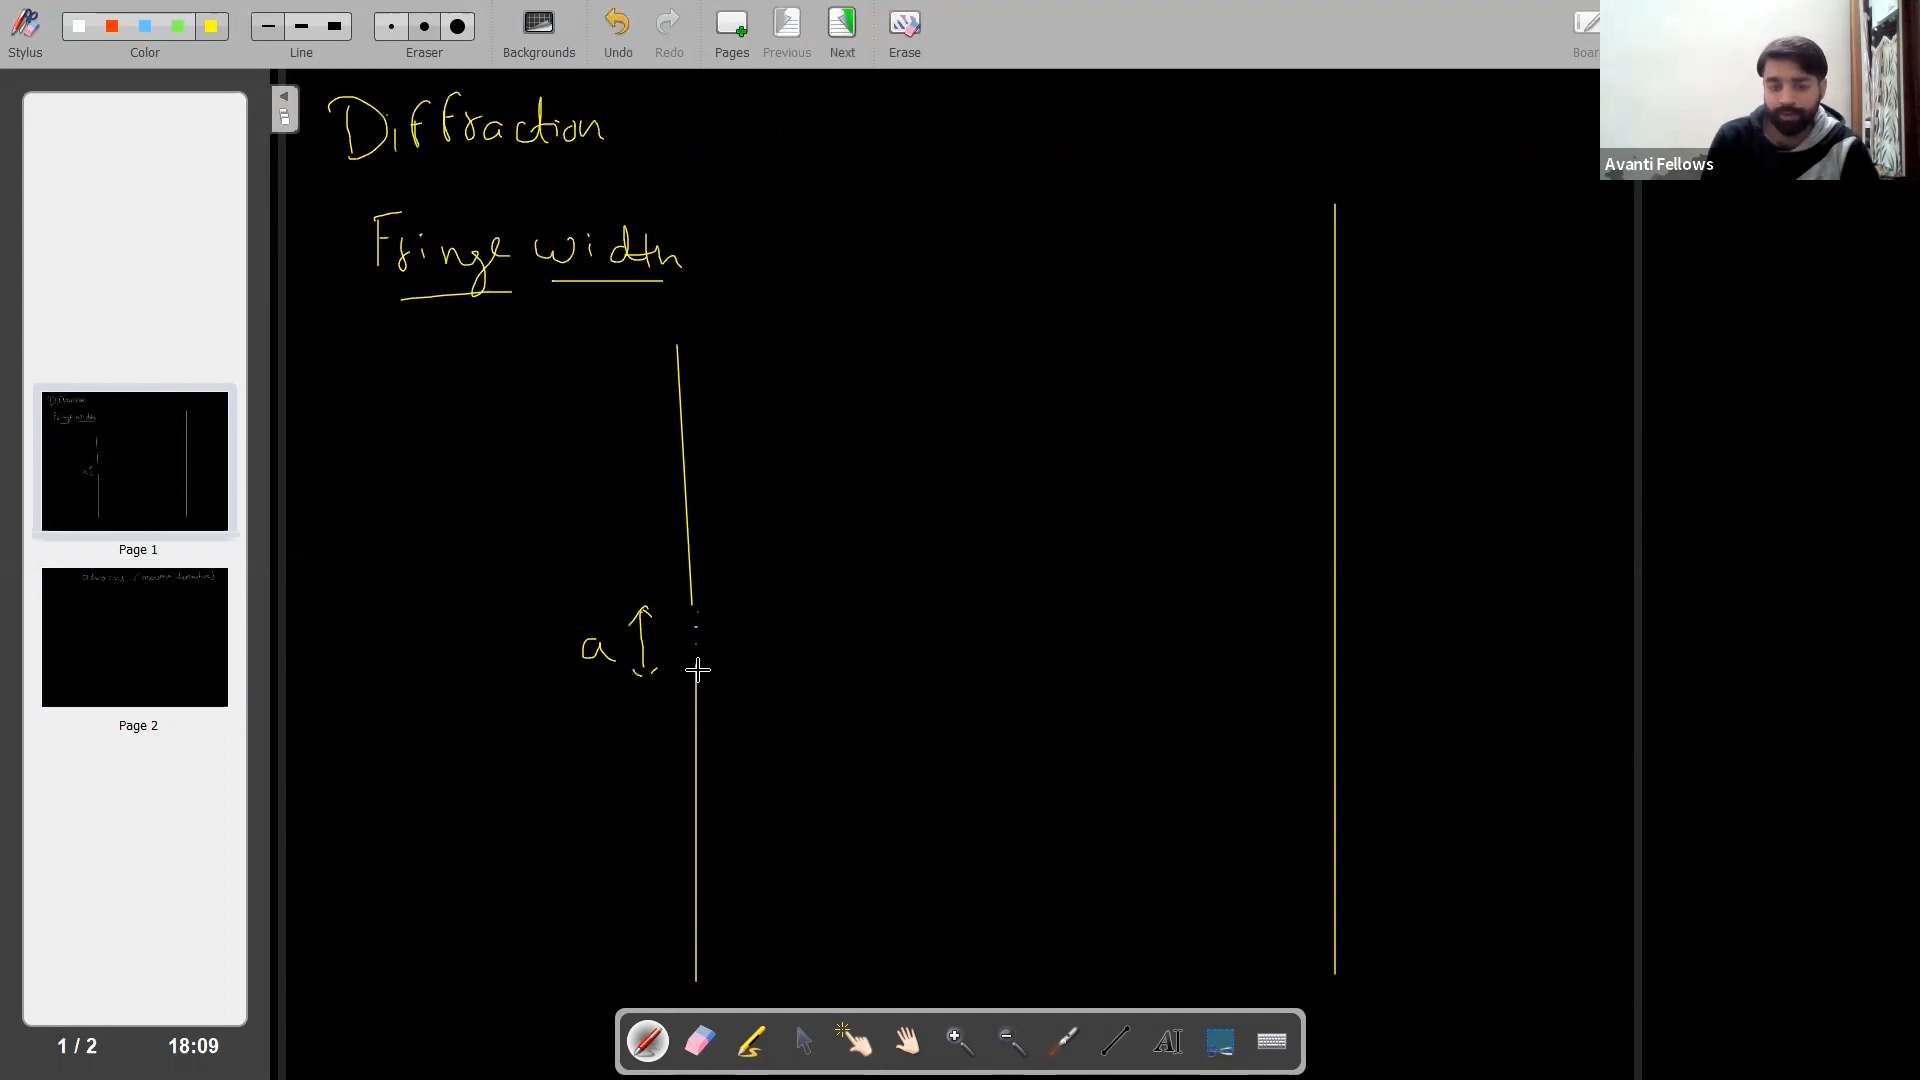 Stylus Color Line Eraser Backgrounds Undo Redo Pages Previous Next Erase
Avanti Fellows
Diffraction
Fringe width
a
Page 1
Page 2
1 / 2 18:09